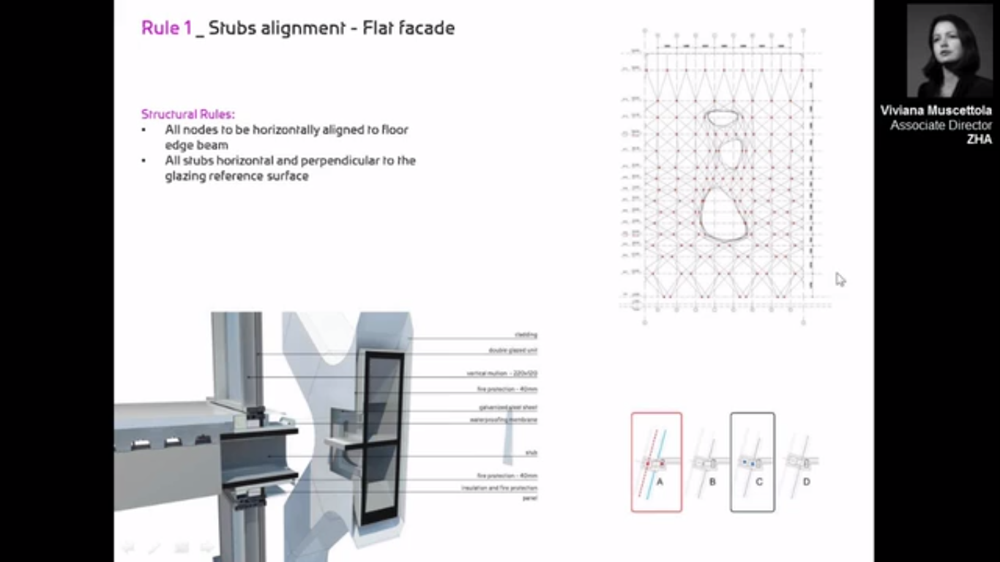 Rule 1_ Stubs alignment - Flat facade
Structural Rules:
• All nodes to be horizontally aligned to floor
edge beam
• All stubs horizontal and perpendicular to the
glazing reference surface
cladding
double glazed unit
vertical mullion - 220x120
fire protection - 40mm
galvanized steel sheet
waterproofing membrane
stub
fire protection - 40mm
insulation and fire protection
panel
A
B
C
D
Viviana Muscettola
Associate Director
ZHA